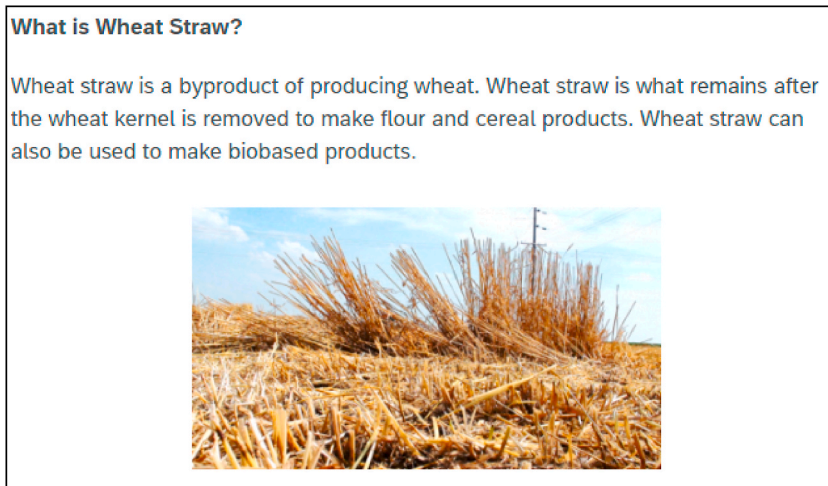 What is Wheat Straw?
Wheat straw is a byproduct of producing wheat. Wheat straw is what remains after
the wheat kernel is removed to make flour and cereal products. Wheat straw can
also be used to make biobased products.